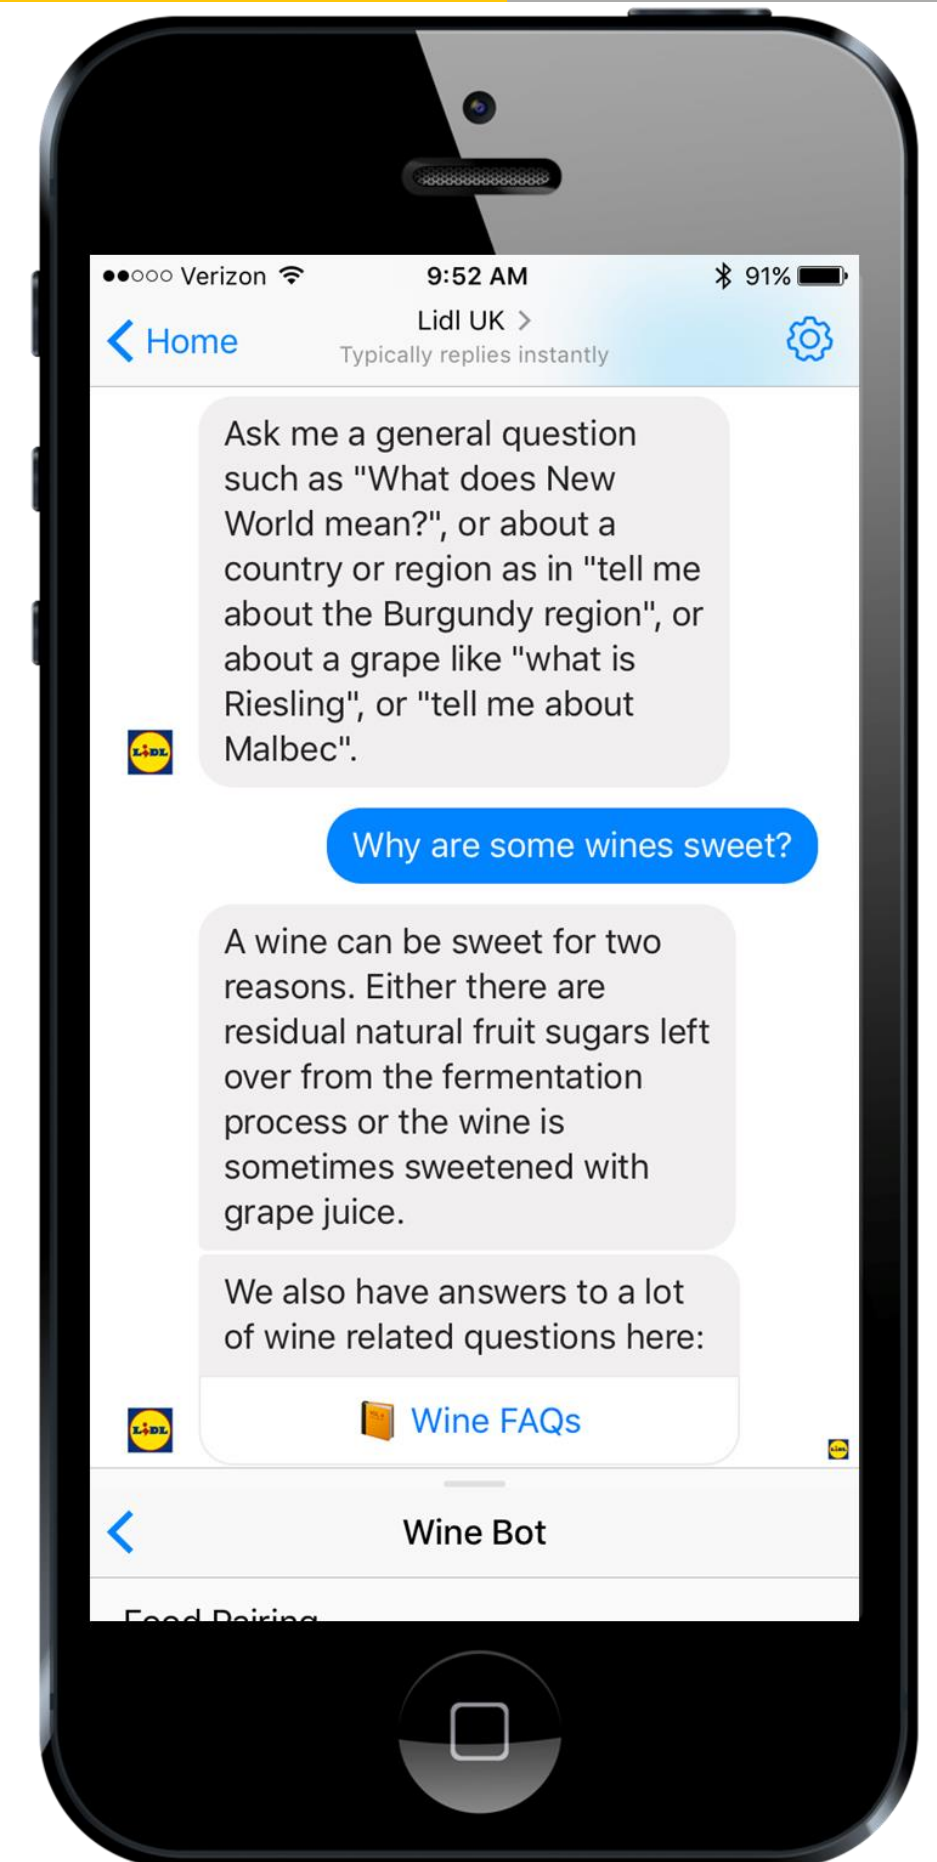 Verizon 9:52 AM 91%
Home Lidl UK
Typically replies instantly
Ask me a general question
such as "What does New
World mean?", or about a
country or region as in "tell me
about the Burgundy region", or
about a grape like "what is
Riesling", or "tell me about
Malbec".
LiDL
Why are some wines sweet?
A wine can be sweet for two
reasons. Either there are
residual natural fruit sugars left
over from the fermentation
process or the wine is
sometimes sweetened with
grape juice.
We also have answers to a lot
of wine related questions here:
Wine FAQs
LiDL
LiDL
Wine Bot
Food Pairing